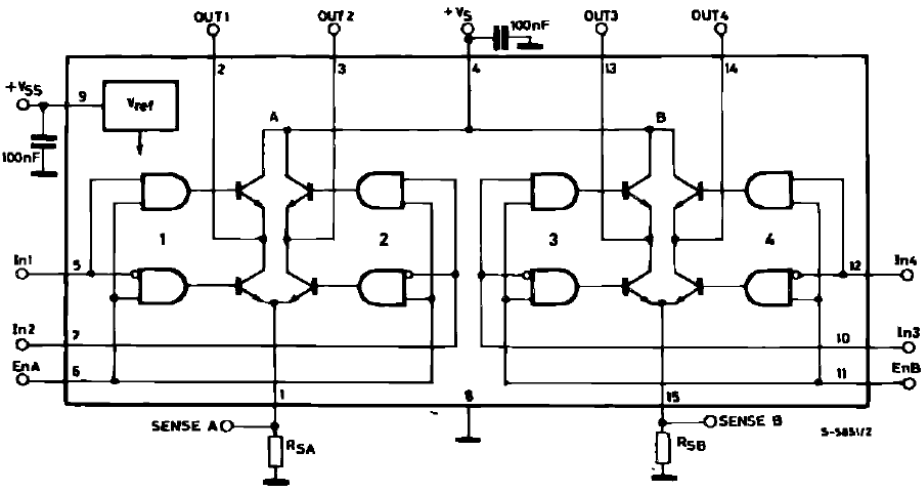 OUT1 OUT2 +VS 100nF OUT3 OUT4
2 3 4 13 14
+VSS 9 Vref A B
100nF
1 2 3 4
In1 5 12 In4
In2 7 10 In3
EnA 6 11 EnB
1 8 15
SENSE A SENSE B S-5851/2
RSA RSB